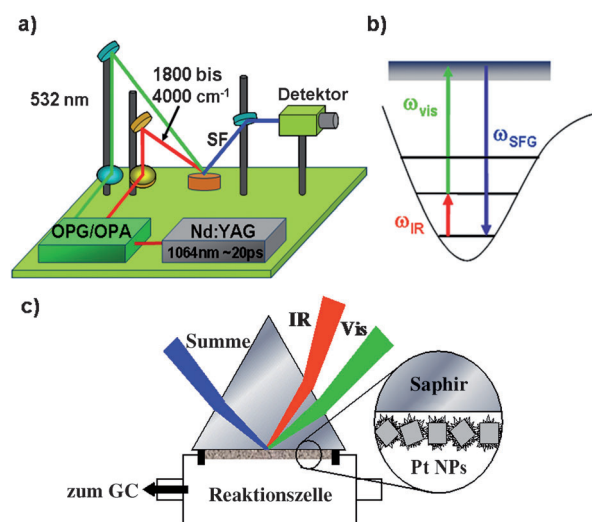 a)
532 nm
1800 bis
4000 cm⁻¹
SF
Detektor
OPG/OPA
Nd:YAG
1064nm ~20ps
b)
ω_vis
ω_SFG
ω_IR
c)
Summe
IR
Vis
Saphir
Pt NPs
zum GC
Reaktionszelle